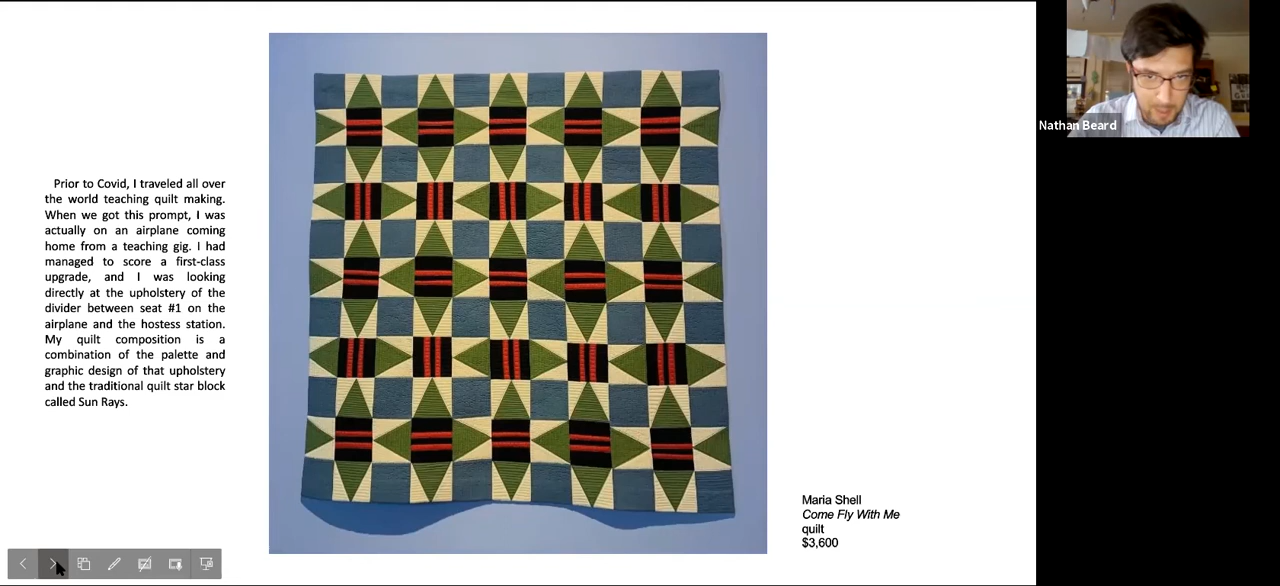 Prior to Covid, I traveled all over
the world teaching quilt making.
When we got this prompt, I was
actually on an airplane coming
home from a teaching gig. I had
managed to score a first-class
upgrade, and I was looking
directly at the upholstery of the
divider between seat #1 on the
airplane and the hostess station.
My quilt composition is a
combination of the palette and
graphic design of that upholstery
and the traditional quilt star block
called Sun Rays.
Maria Shell
Come Fly With Me
quilt
$3,600
Nathan Beard